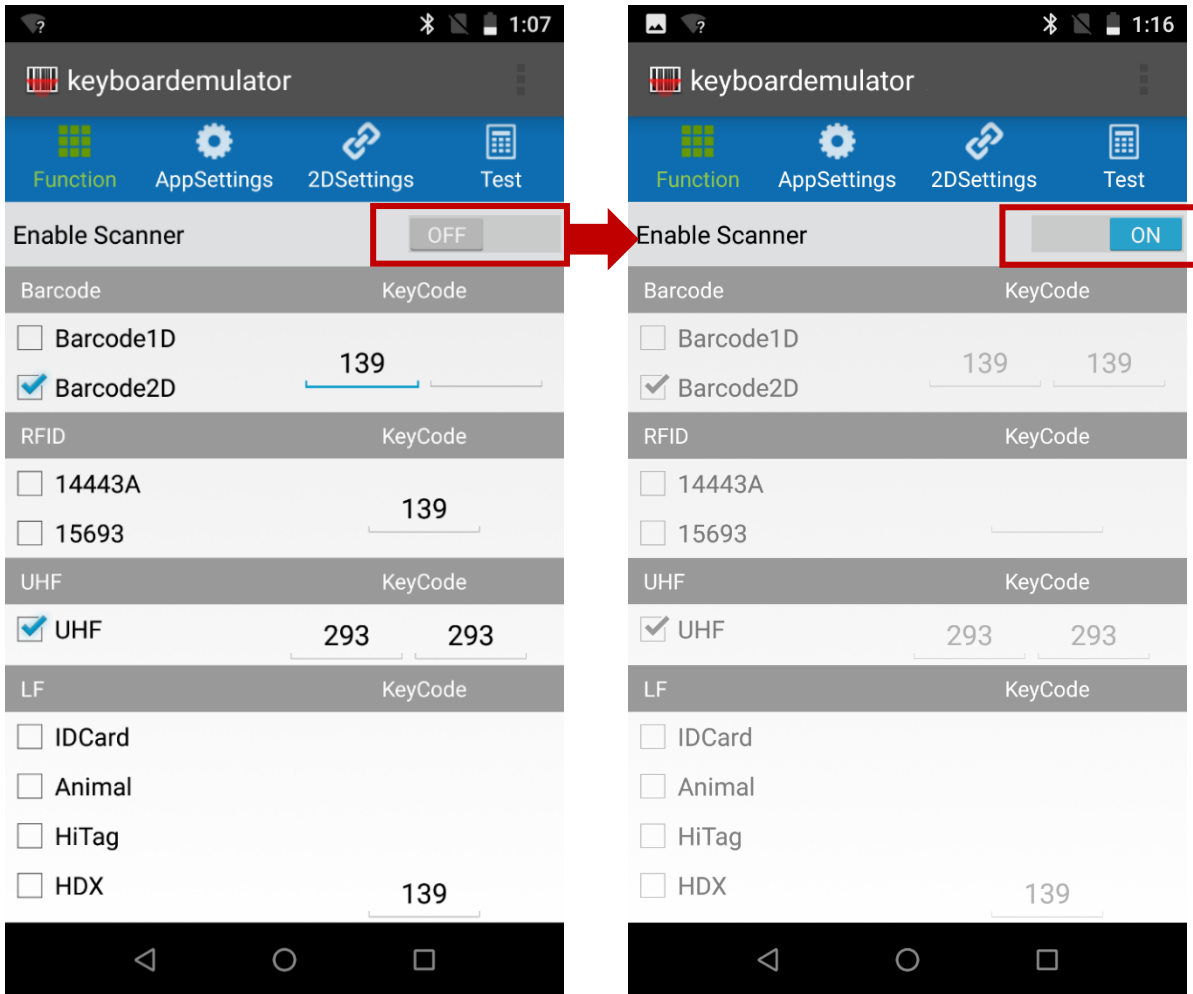 1:07
keyboardemulator
Function AppSettings 2DSettings Test
Enable Scanner OFF
Barcode KeyCode
Barcode1D
139
Barcode2D
RFID KeyCode
14443A
139
15693
UHF KeyCode
UHF 293 293
LF KeyCode
IDCard
Animal
HiTag
HDX 139
1:16
keyboardemulator
Function AppSettings 2DSettings Test
Enable Scanner ON
Barcode KeyCode
Barcode1D
139 139
Barcode2D
RFID KeyCode
14443A
15693
UHF KeyCode
UHF 293 293
LF KeyCode
IDCard
Animal
HiTag
HDX 139